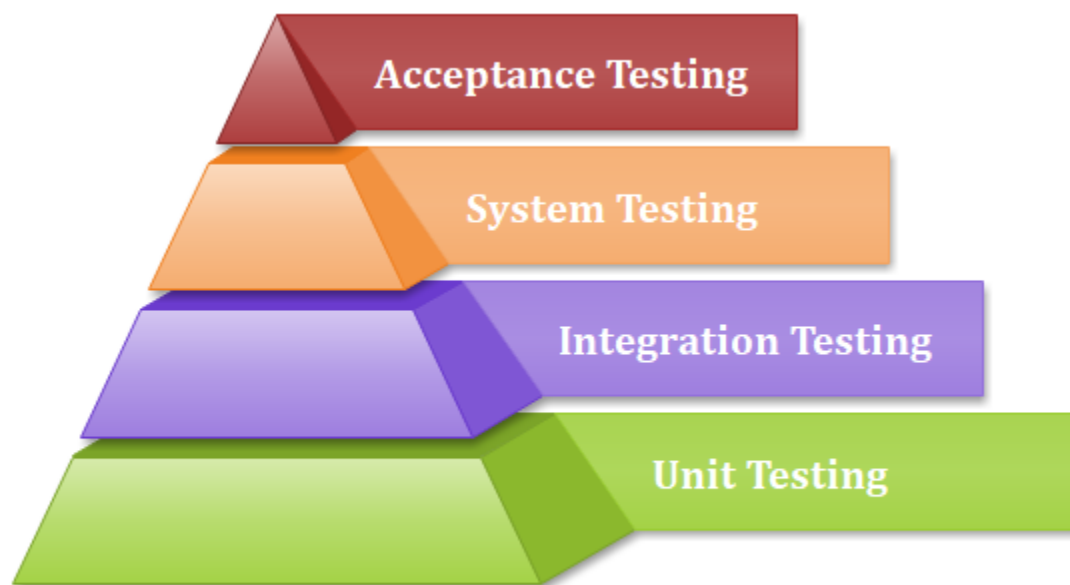 Acceptance Testing
System Testing
Integration Testing
Unit Testing